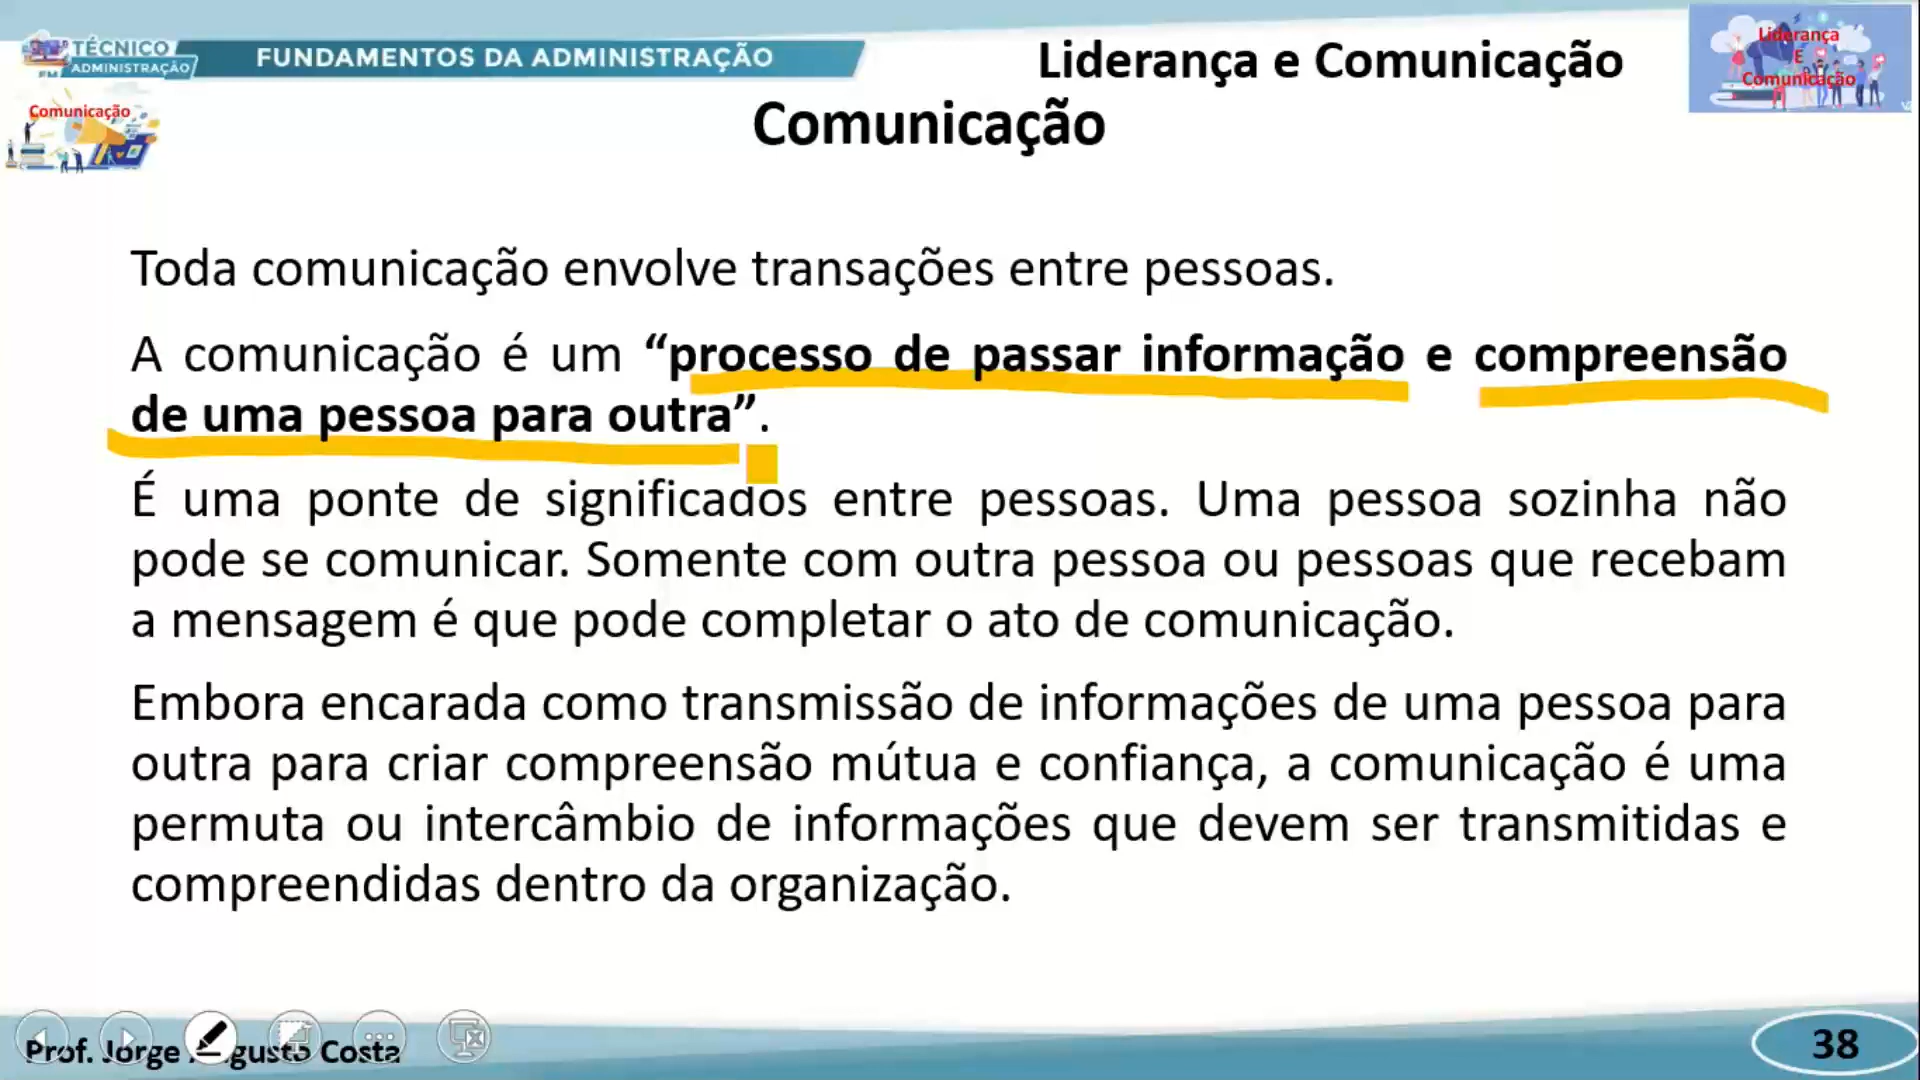 TÉCNICO
EM ADMINISTRAÇÃO
FUNDAMENTOS DA ADMINISTRAÇÃO
Liderança e Comunicação
Liderança
E
Comunicação
Comunicação
Comunicação
Toda comunicação envolve transações entre pessoas.
A comunicação é um “processo de passar informação e compreensão
de uma pessoa para outra”.
É uma ponte de significados entre pessoas. Uma pessoa sozinha não
pode se comunicar. Somente com outra pessoa ou pessoas que recebam
a mensagem é que pode completar o ato de comunicação.
Embora encarada como transmissão de informações de uma pessoa para
outra para criar compreensão mútua e confiança, a comunicação é uma
permuta ou intercâmbio de informações que devem ser transmitidas e
compreendidas dentro da organização.
Prof. Jorge Augusto Costa
38